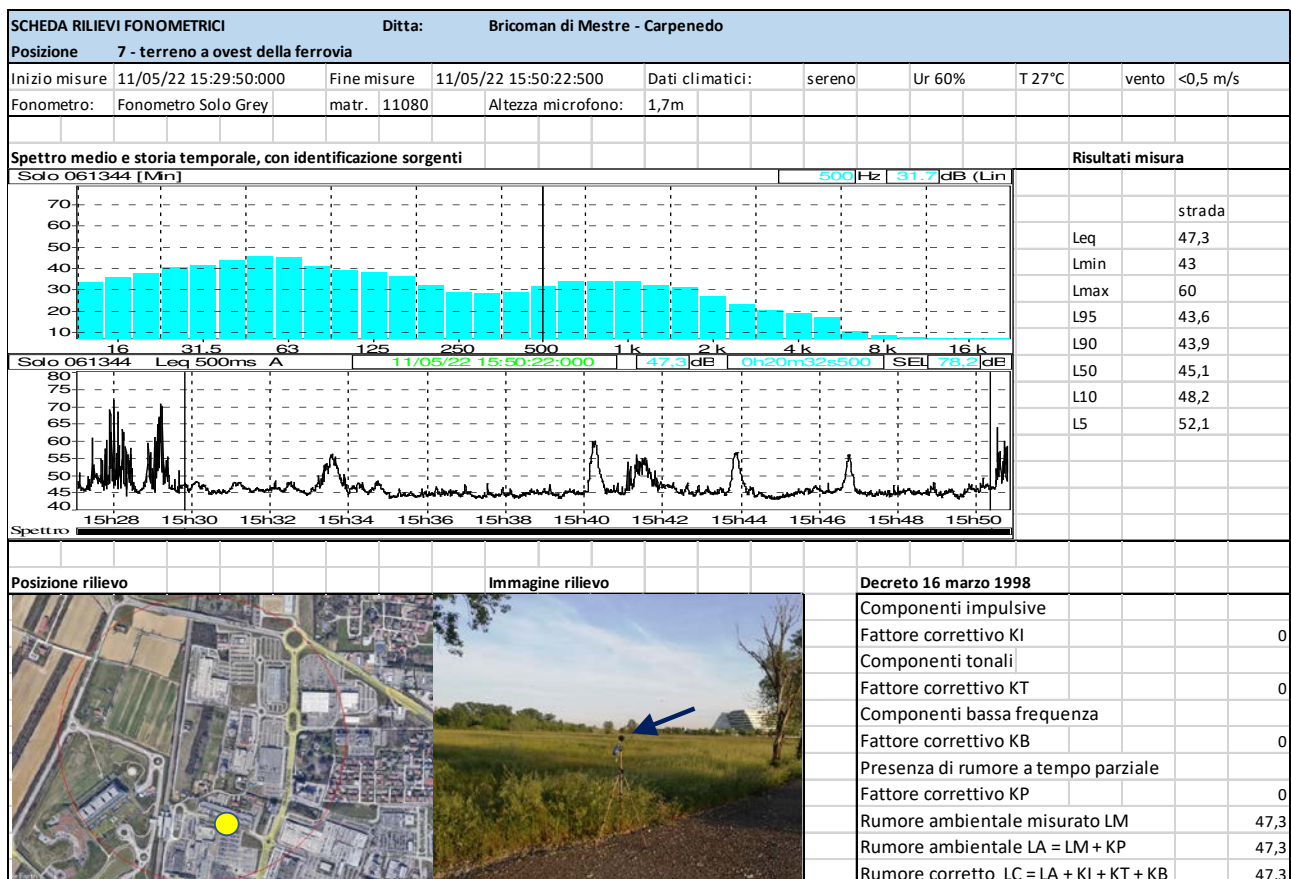 SCHEDA RILIEVI FONOMETRICI Ditta: Bricoman di Mestre - Carpenedo
Posizione 7 - terreno a ovest della ferrovia
Inizio misure 11/05/22 15:29:50:000 Fine misure 11/05/22 15:50:22:500 Dati climatici: sereno Ur 60% T 27°C vento <0,5 m/s
Fonometro: Fonometro Solo Grey matr. 11080 Altezza microfono: 1,7m
Spettro medio e storia temporale, con identificazione sorgenti Risultati misura
Solo 061344 [Min] 500 Hz 31.7 dB (Lin
70
60
50
40
30
20
10
16 31.5 63 125 250 500 1 k 2 k 4 k 8 k 16 k
strada
Leq 47,3
Lmin 43
Lmax 60
L95 43,6
L90 43,9
L50 45,1
L10 48,2
L5 52,1
Solo 061344 Leq 500ms A 11/05/22 15:50:22:000 47,3 dB 0h20m32s500 SEL 78,2 dB
80
75
70
65
60
55
50
45
40
15h28 15h30 15h32 15h34 15h36 15h38 15h40 15h42 15h44 15h46 15h48 15h50
Spettro
Posizione rilievo Immagine rilievo Decreto 16 marzo 1998
Componenti impulsive
Fattore correttivo KI 0
Componenti tonali
Fattore correttivo KT 0
Componenti bassa frequenza
Fattore correttivo KB 0
Presenza di rumore a tempo parziale
Fattore correttivo KP 0
Rumore ambientale misurato LM 47,3
Rumore ambientale LA = LM + KP 47,3
Rumore corretto LC = LA + KI + KT + KB 47,3